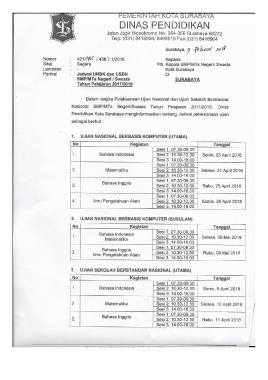 PEMERINTAH KOTA SURABAYA
DINAS PENDIDIKAN
Jalan Jagir Wonokromo No. 354-356 Surabaya 60272
Telp. (031) 8418904, 8499515 Fax (031) 8418904
Surabaya, 9 Februari 2018
Nomor : 421/ / 436.7.1/2018
Sifat : Segera
Lampiran : -
Perihal : Jadwal UNBK dan USBN
SMP/MTs Negeri / Swasta
Tahun Pelajaran 2017/2018
Kepada
Yth. Kepala SMP/MTs Negeri/ Swasta
Kota Surabaya
Di
SURABAYA
Dalam rangka Pelaksanaan Ujian Nasional dan Ujian Sekolah Berstandar
Nasional SMP/MTs Negeri/Swasta Tahun Pelajaran 2017/2018, Dinas
Pendidikan Kota Surabaya menginformasikan tentang Jadwal pelaksanaan ujian
sebagai berikut :
1. UJIAN NASIONAL BERBASIS KOMPUTER (UTAMA)
No Kegiatan Tanggal
1. Bahasa Indonesia Sesi 1. 07.30-09.30 Senin, 23 April 2018
Sesi 2. 10.30-12.30
Sesi 3. 14.00-16.00
2. Matematika Sesi 1. 07.30-09.30 Selasa, 24 April 2018
Sesi 2. 10.30-12.30
Sesi 3. 14.00-16.00
3. Bahasa Inggris Sesi 1. 07.30-09.30 Rabu, 25 April 2018
Sesi 2. 10.30-12.30
Sesi 3. 14.00-16.00
4. Ilmu Pengetahuan Alam Sesi 1. 07.30-09.30 Kamis, 26 April 2018
Sesi 2. 10.30-12.30
Sesi 3. 14.00-16.00
2. UJIAN NASIONAL BERBASIS KOMPUTER (SUSULAN)
No Kegiatan Tanggal
1. Bahasa Indonesia Sesi 1. 07.30-09.30 Selasa, 08 Mei 2018
Matematika Sesi 2. 10.30-12.30
Sesi 3. 14.00-16.00
2. Bahasa Inggris Sesi 1. 07.30-09.30 Rabu, 09 Mei 2018
Ilmu Pengetahuan Alam Sesi 2. 10.30-12.30
Sesi 3. 14.00-16.00
3. UJIAN SEKOLAH BERSTANDAR NASIONAL (UTAMA)
No Kegiatan Tanggal
1. Bahasa Indonesia Sesi 1. 07.30-09.30 Senin, 9 April 2018
Sesi 2. 10.30-12.30
Sesi 3. 14.00-16.00
2. Matematika Sesi 1. 07.30-09.30 Selasa, 10 April 2018
Sesi 2. 10.30-12.30
Sesi 3. 14.00-16.00
3. Bahasa Inggris Sesi 1. 07.30-09.30 Rabu, 11 April 2018
Sesi 2. 10.30-12.30
Sesi 3. 14.00-16.00